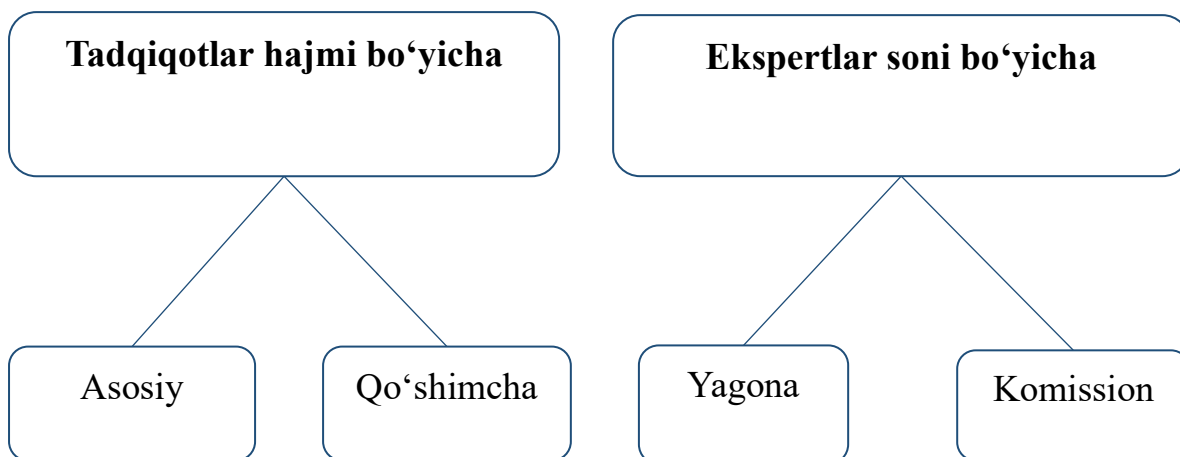 Tadqiqotlar hajmi bo‘yicha
Ekspertlar soni bo‘yicha
Asosiy
Qo‘shimcha
Yagona
Komission